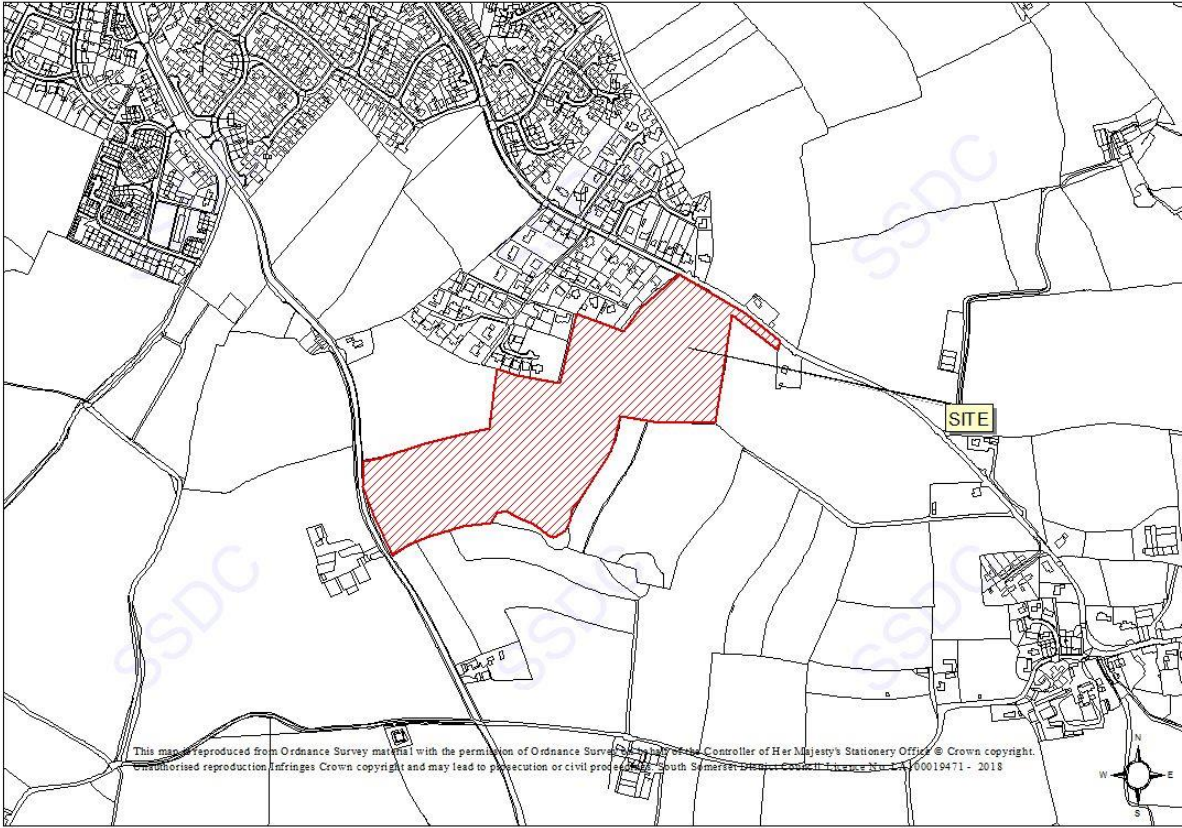 SSDC
SSDC
SSDC
SITE
SSDC
SSDC
SSDC
This map is reproduced from Ordnance Survey material with the permission of Ordnance Survey on behalf of the Controller of Her Majesty's Stationery Office © Crown copyright.
Unauthorised reproduction infringes Crown copyright and may lead to prosecution or civil proceedings. South Somerset District Council Licence No. LA100019471 - 2018
N
W E
S